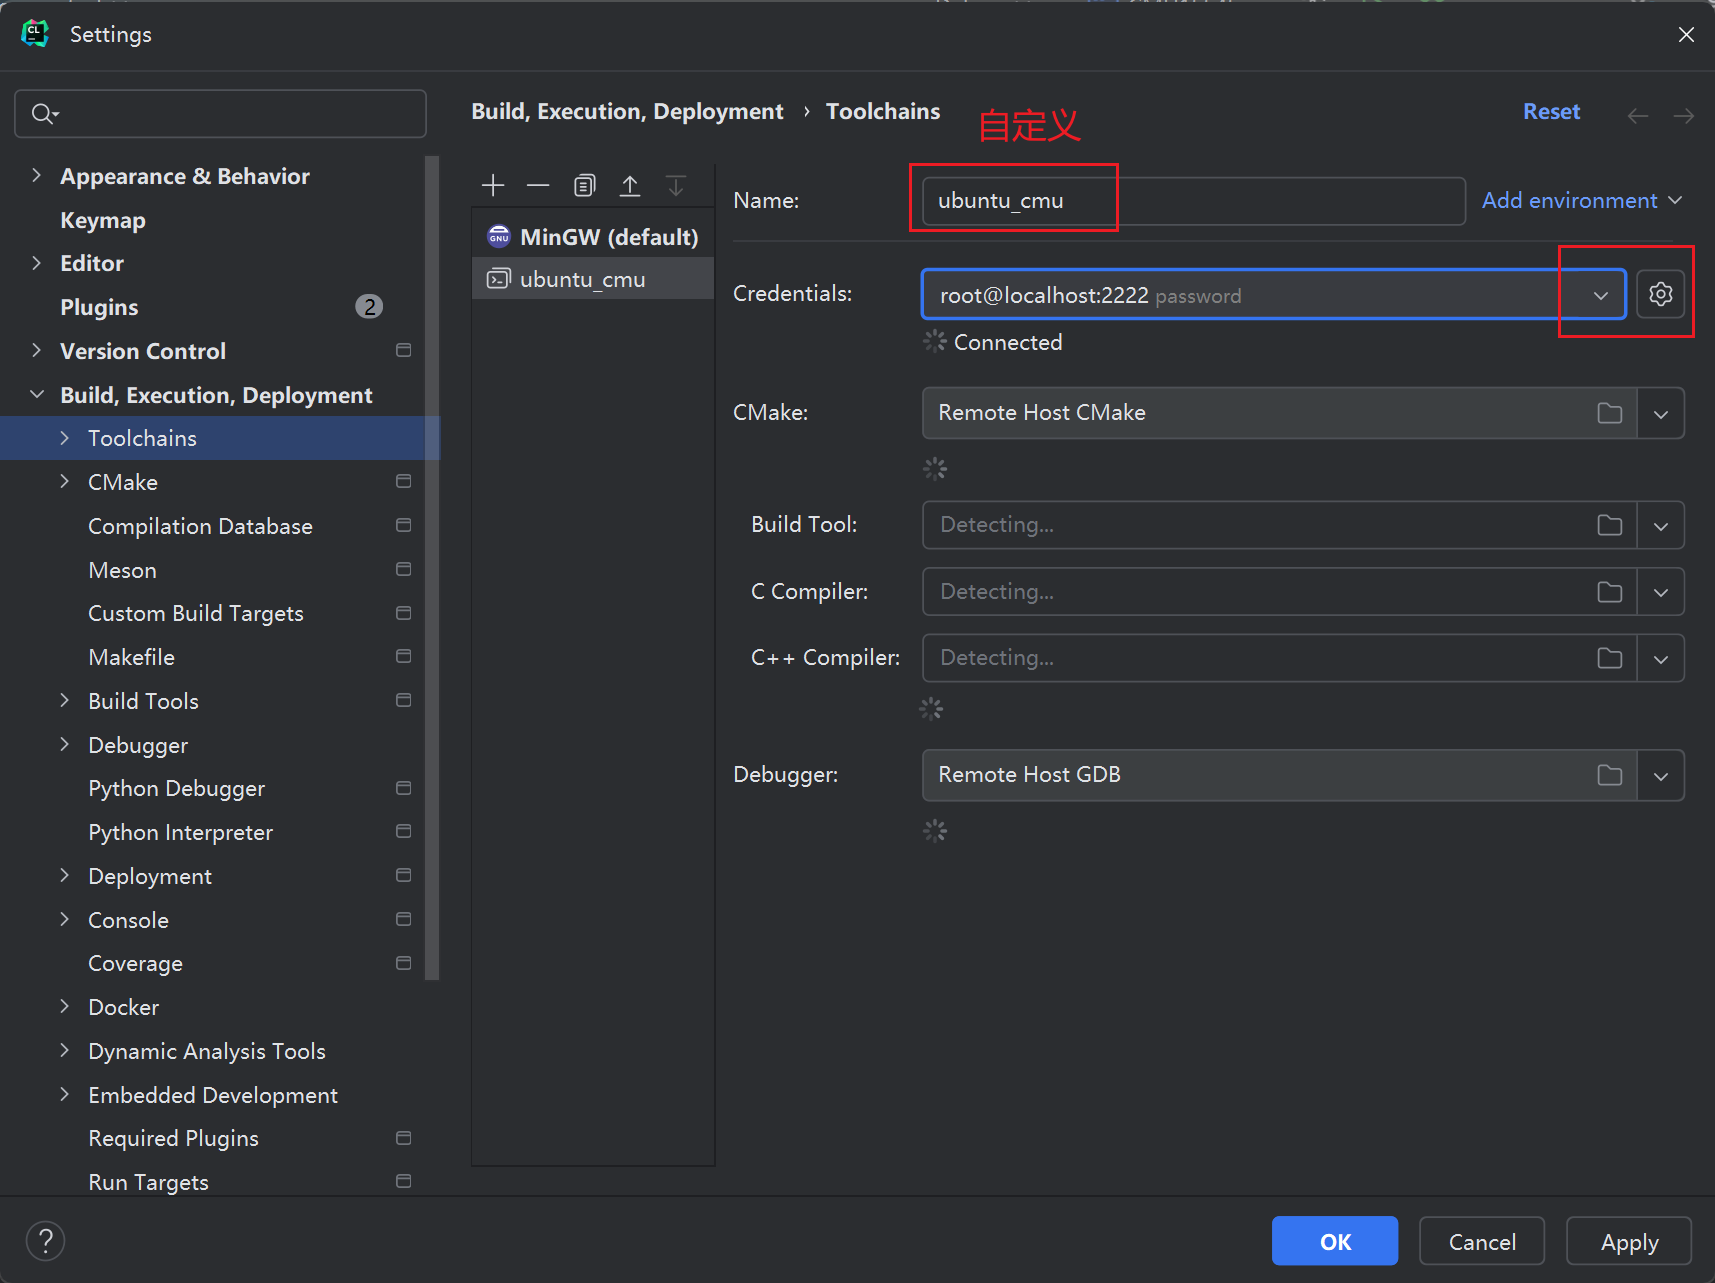 Settings
Build, Execution, Deployment › Toolchains
自定义
Reset
Appearance & Behavior
Keymap
Editor
Plugins
2
Version Control
Build, Execution, Deployment
Toolchains
CMake
Compilation Database
Meson
Custom Build Targets
Makefile
Build Tools
Debugger
Python Debugger
Python Interpreter
Deployment
Console
Coverage
Docker
Dynamic Analysis Tools
Embedded Development
Required Plugins
Run Targets
MinGW (default)
ubuntu_cmu
Name:
ubuntu_cmu
Add environment
Credentials:
root@localhost:2222 password
Connected
CMake:
Remote Host CMake
Build Tool:
Detecting...
C Compiler:
Detecting...
C++ Compiler:
Detecting...
Debugger:
Remote Host GDB
?
OK
Cancel
Apply